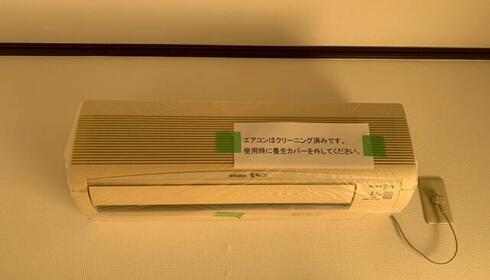 エアコンはクリーニング済みです。
使用時に養生カバーを外してください。